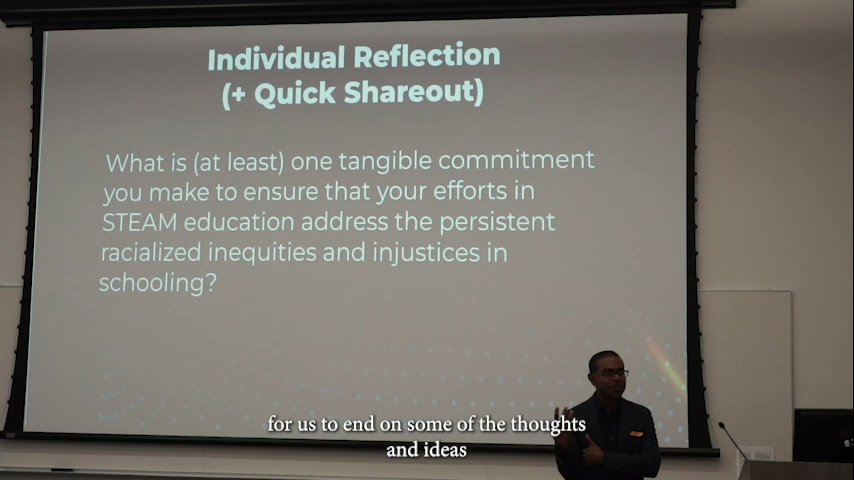 Individual Reflection
(+ Quick Shareout)
What is (at least) one tangible commitment
you make to ensure that your efforts in
STEAM education address the persistent
racialized inequities and injustices in
schooling?
for us to end on some of the thoughts
and ideas